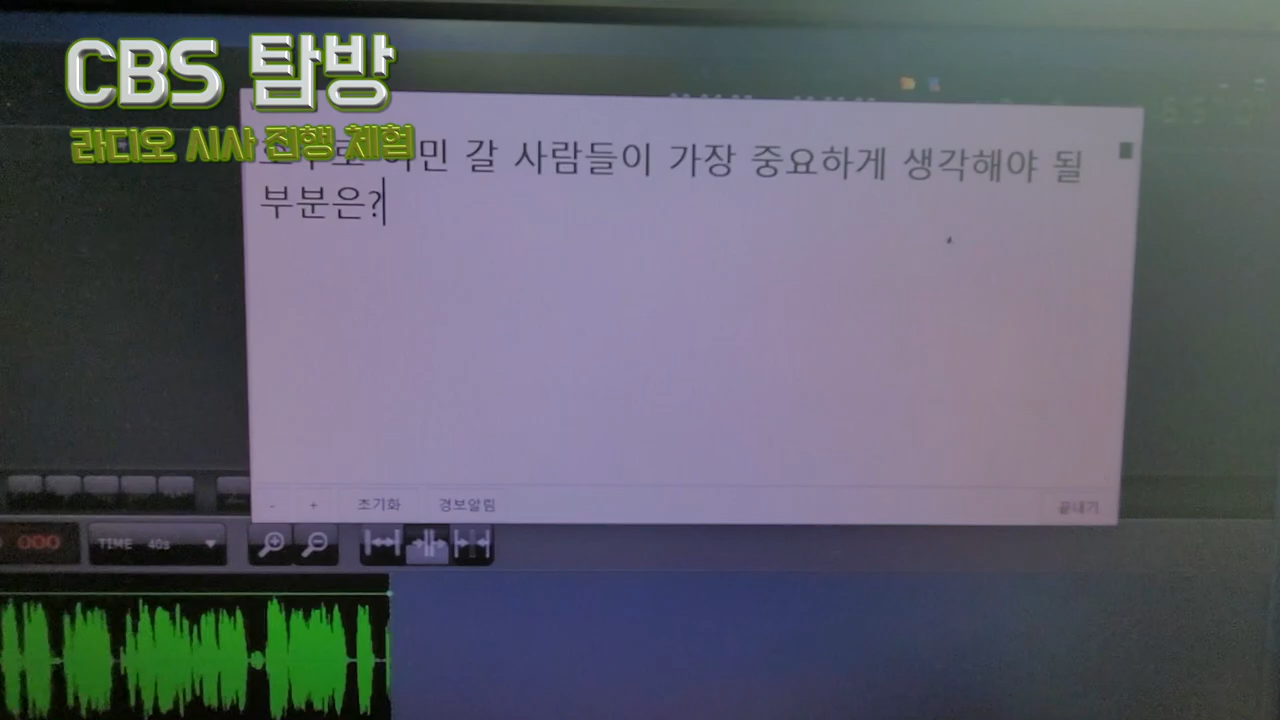 CBS 탐방
라디오 시사 진행 체험
갈 사람들이 가장 중요하게 생각해야 될
부분은?
- + 초기화 경보알림 끝내기
000 TIME 40s